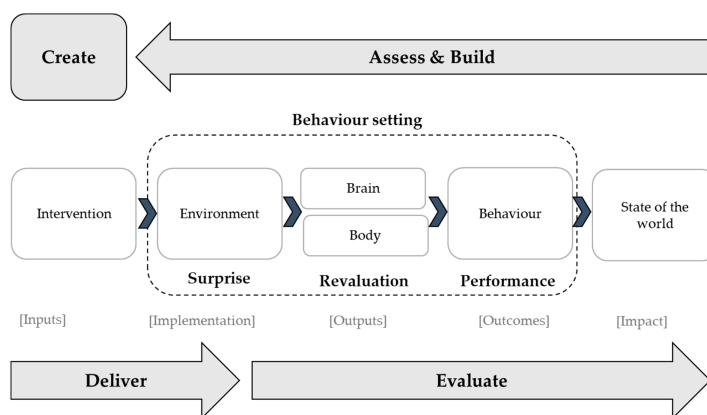 Create
Assess & Build
Behaviour setting
Intervention
Environment
Brain
Body
Behaviour
State of the
world
Surprise
Revaluation
Performance
[Inputs]
[Implementation]
[Outputs]
[Outcomes]
[Impact]
Deliver
Evaluate